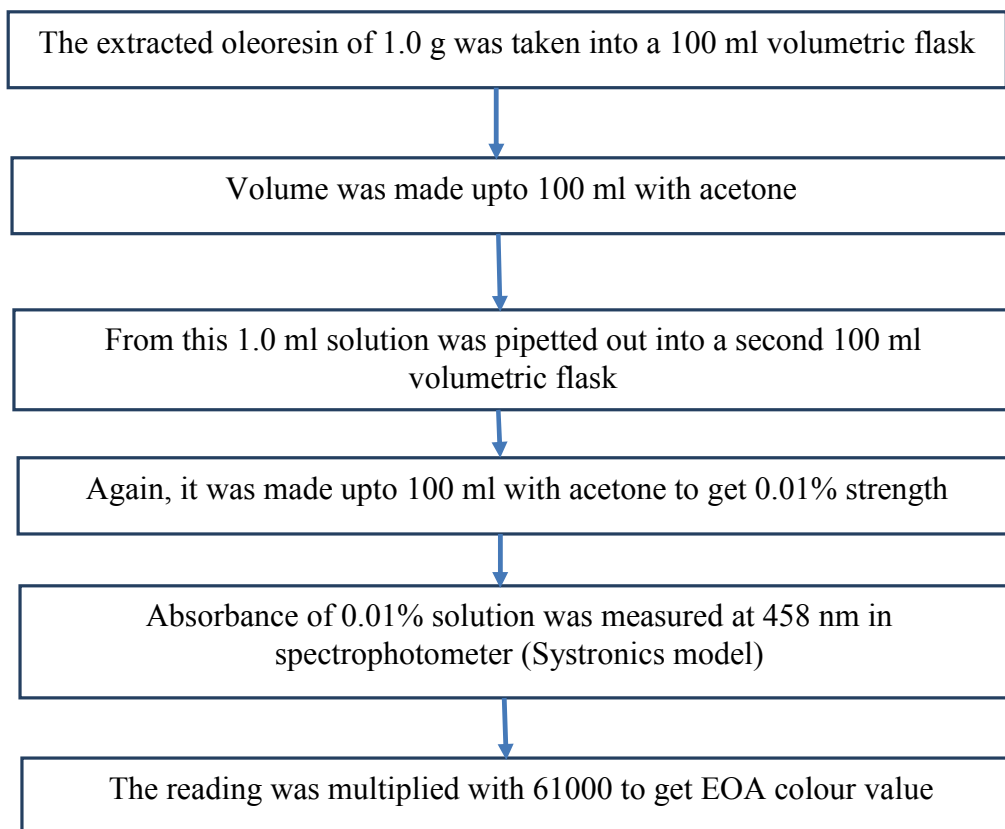 The extracted oleoresin of 1.0 g was taken into a 100 ml volumetric flask
Volume was made upto 100 ml with acetone
From this 1.0 ml solution was pipetted out into a second 100 ml
volumetric flask
Again, it was made upto 100 ml with acetone to get 0.01% strength
Absorbance of 0.01% solution was measured at 458 nm in
spectrophotometer (Systronics model)
The reading was multiplied with 61000 to get EOA colour value